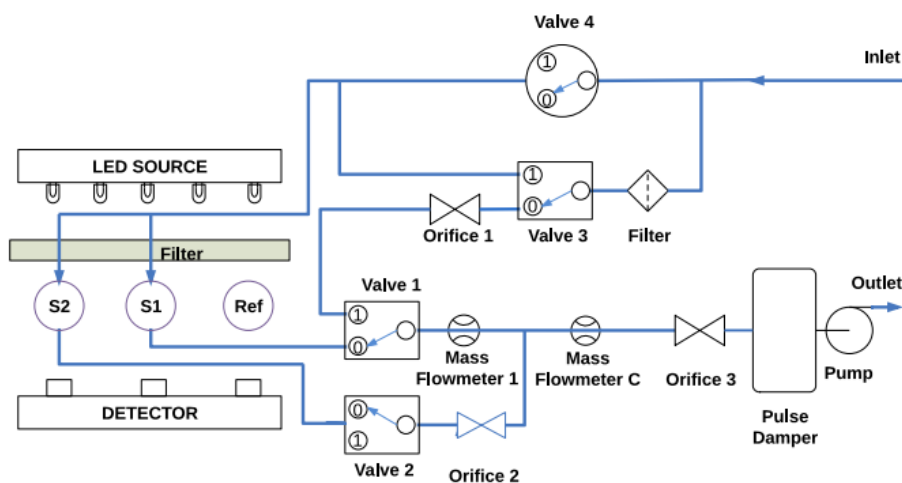 Valve 4
Inlet
1
0
LED SOURCE
1
0
Orifice 1
Valve 3
Filter
Filter
S2
S1
Ref
Valve 1
1
0
Mass
Flowmeter 1
Mass
Flowmeter C
Orifice 3
Outlet
Pump
Pulse
Damper
DETECTOR
0
1
Valve 2
Orifice 2